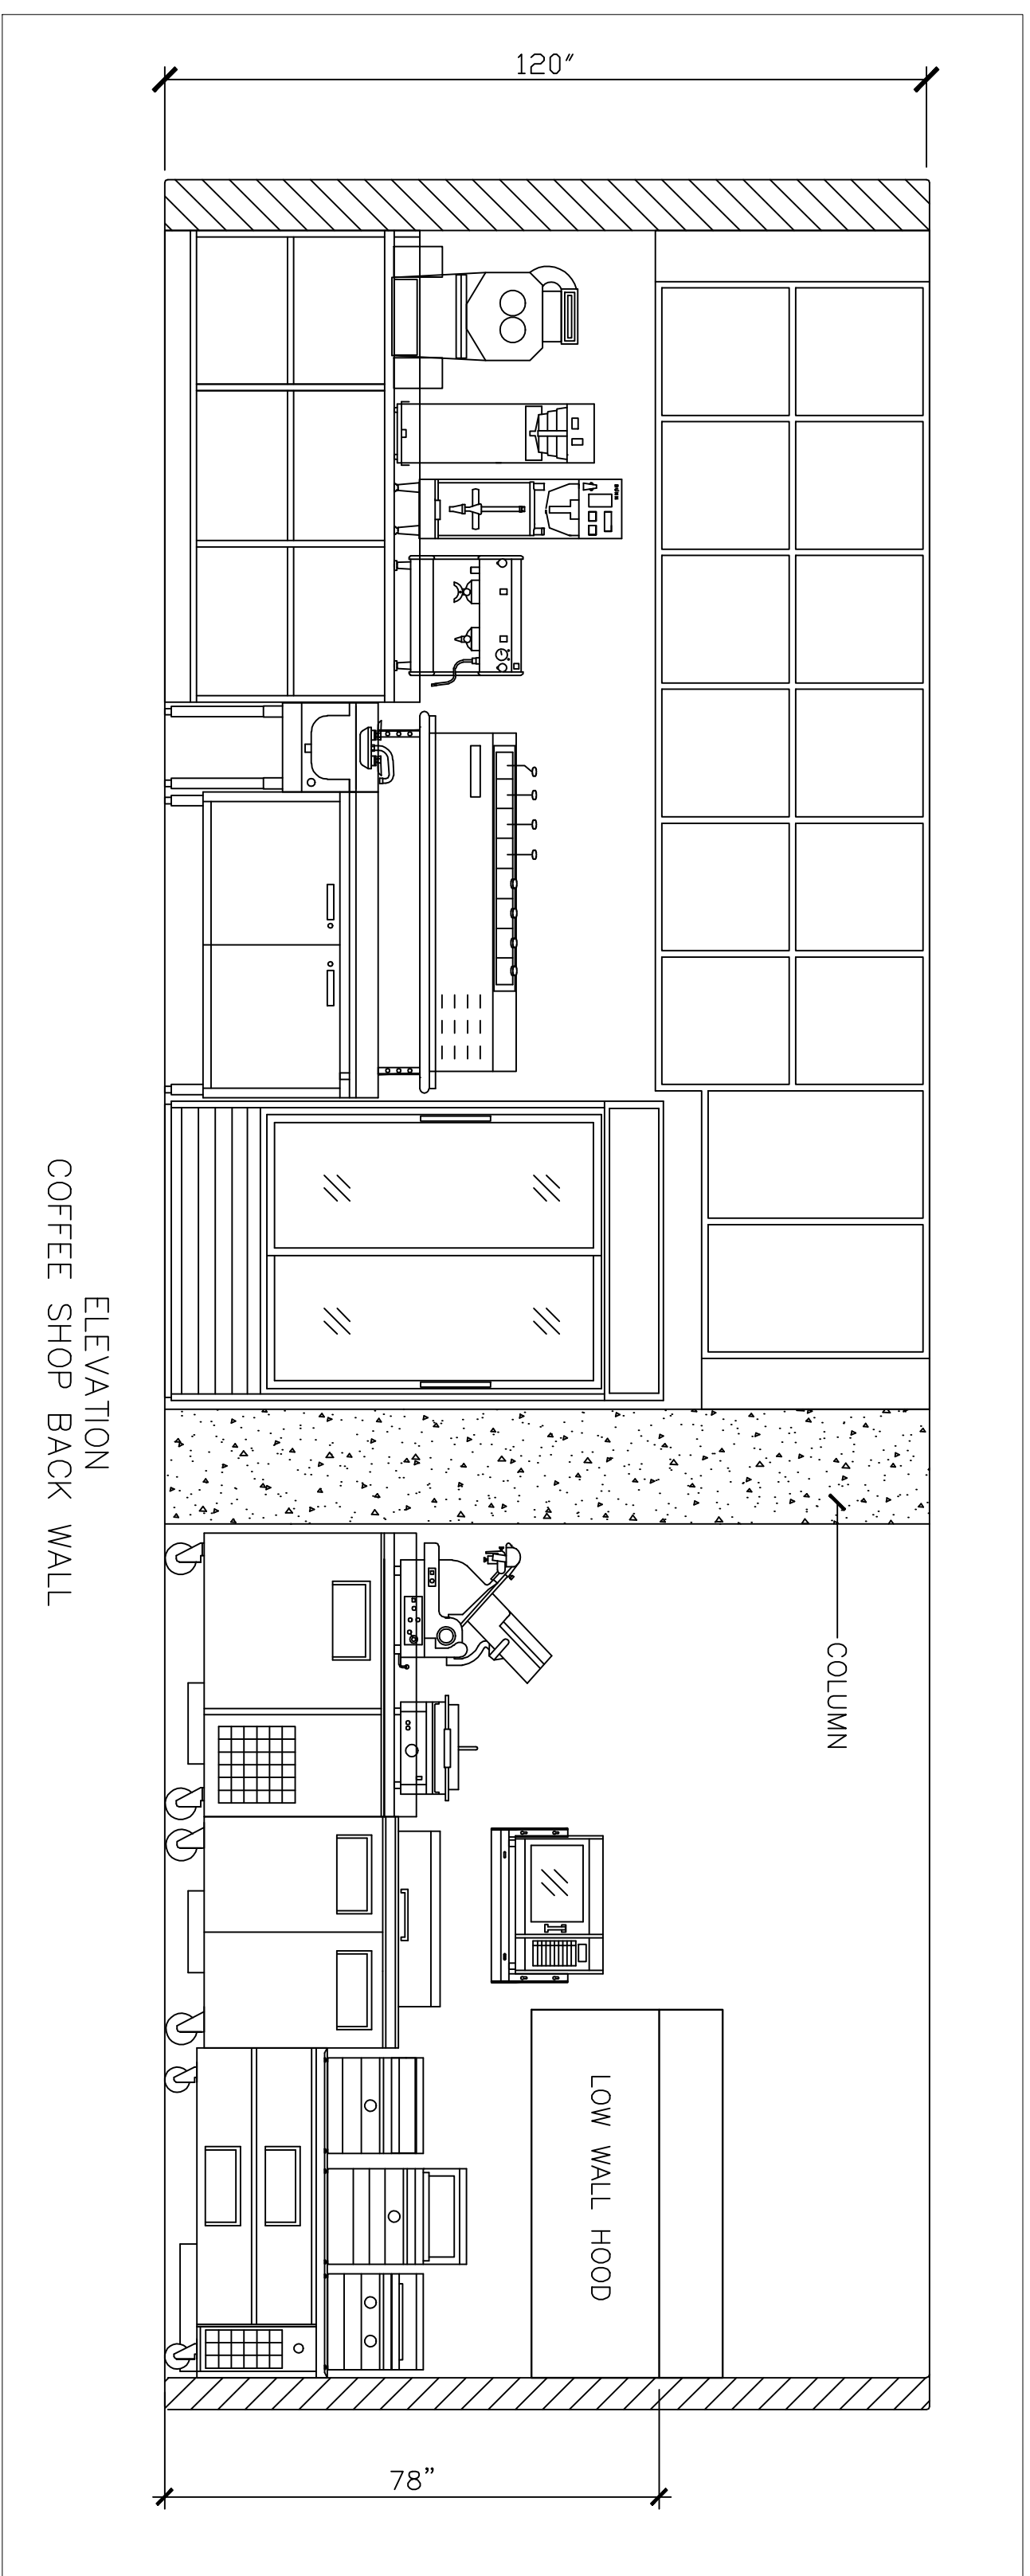 120"
COLUMN
LOW WALL HOOD
78"
ELEVATION
COFFEE SHOP BACK WALL